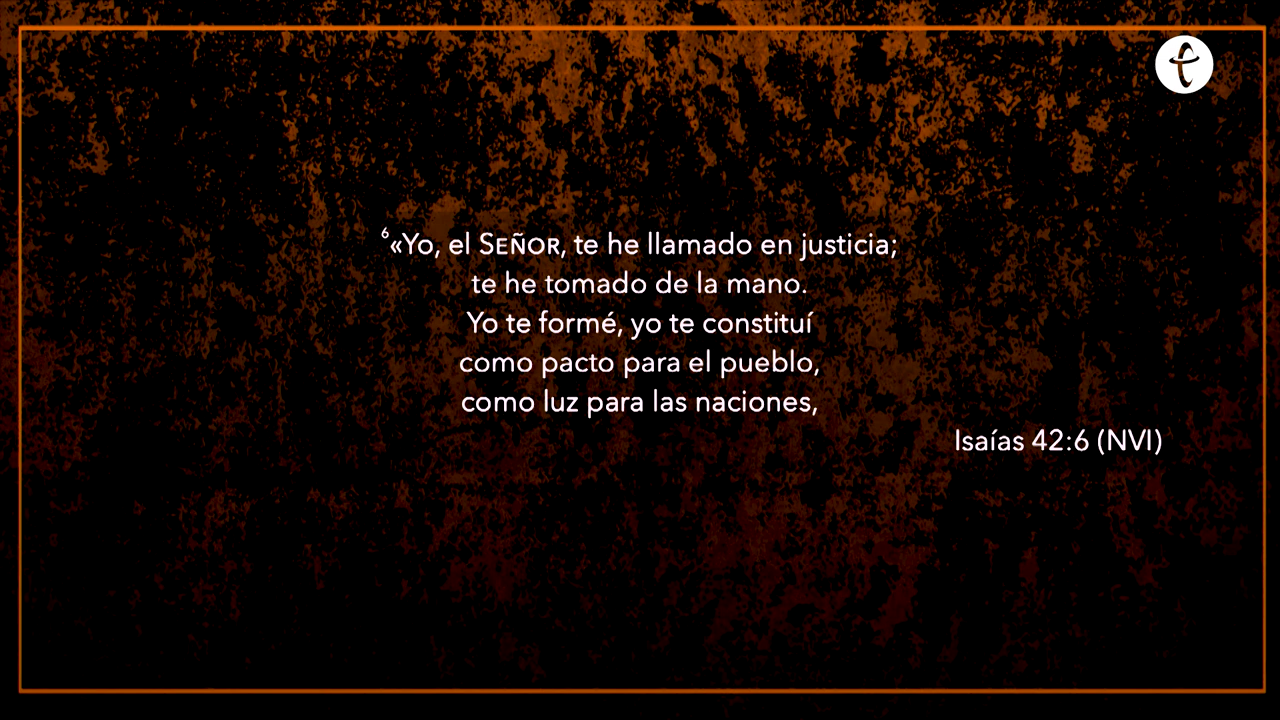 ⁶«Yo, el SEÑOR, te he llamado en justicia;
te he tomado de la mano.
Yo te formé, yo te constituí
como pacto para el pueblo,
como luz para las naciones,
Isaías 42:6 (NVI)